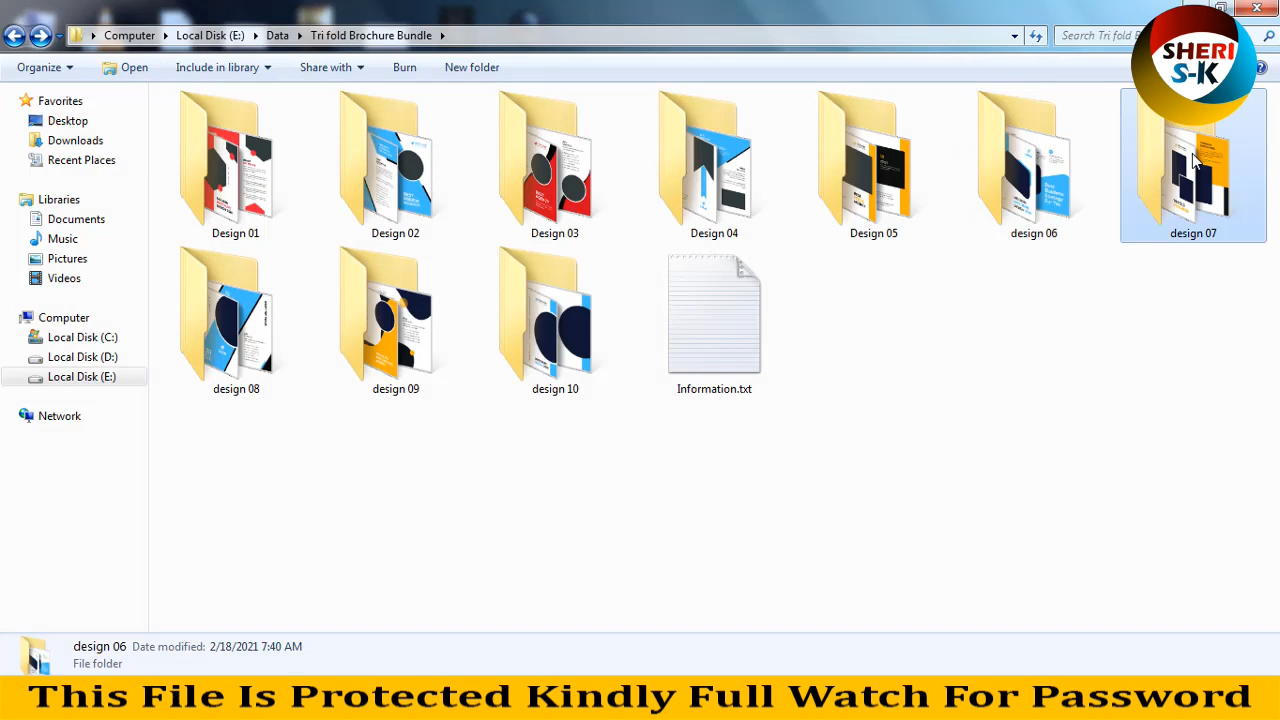 Computer Local Disk (E:) Data Tri fold Brochure Bundle
Search Tri fold B
SHERI
S-K
Organize Open Include in library Share with Burn New folder
Favorites
Desktop
Downloads
Recent Places
Libraries
Documents
Music
Pictures
Videos
Computer
Local Disk (C:)
Local Disk (D:)
Local Disk (E:)
Network
Design 01 Design 02 Design 03 Design 04 Design 05 design 06 design 07
design 08 design 09 design 10 Information.txt
design 06 Date modified: 2/18/2021 7:40 AM
File folder
This File Is Protected Kindly Full Watch For Password